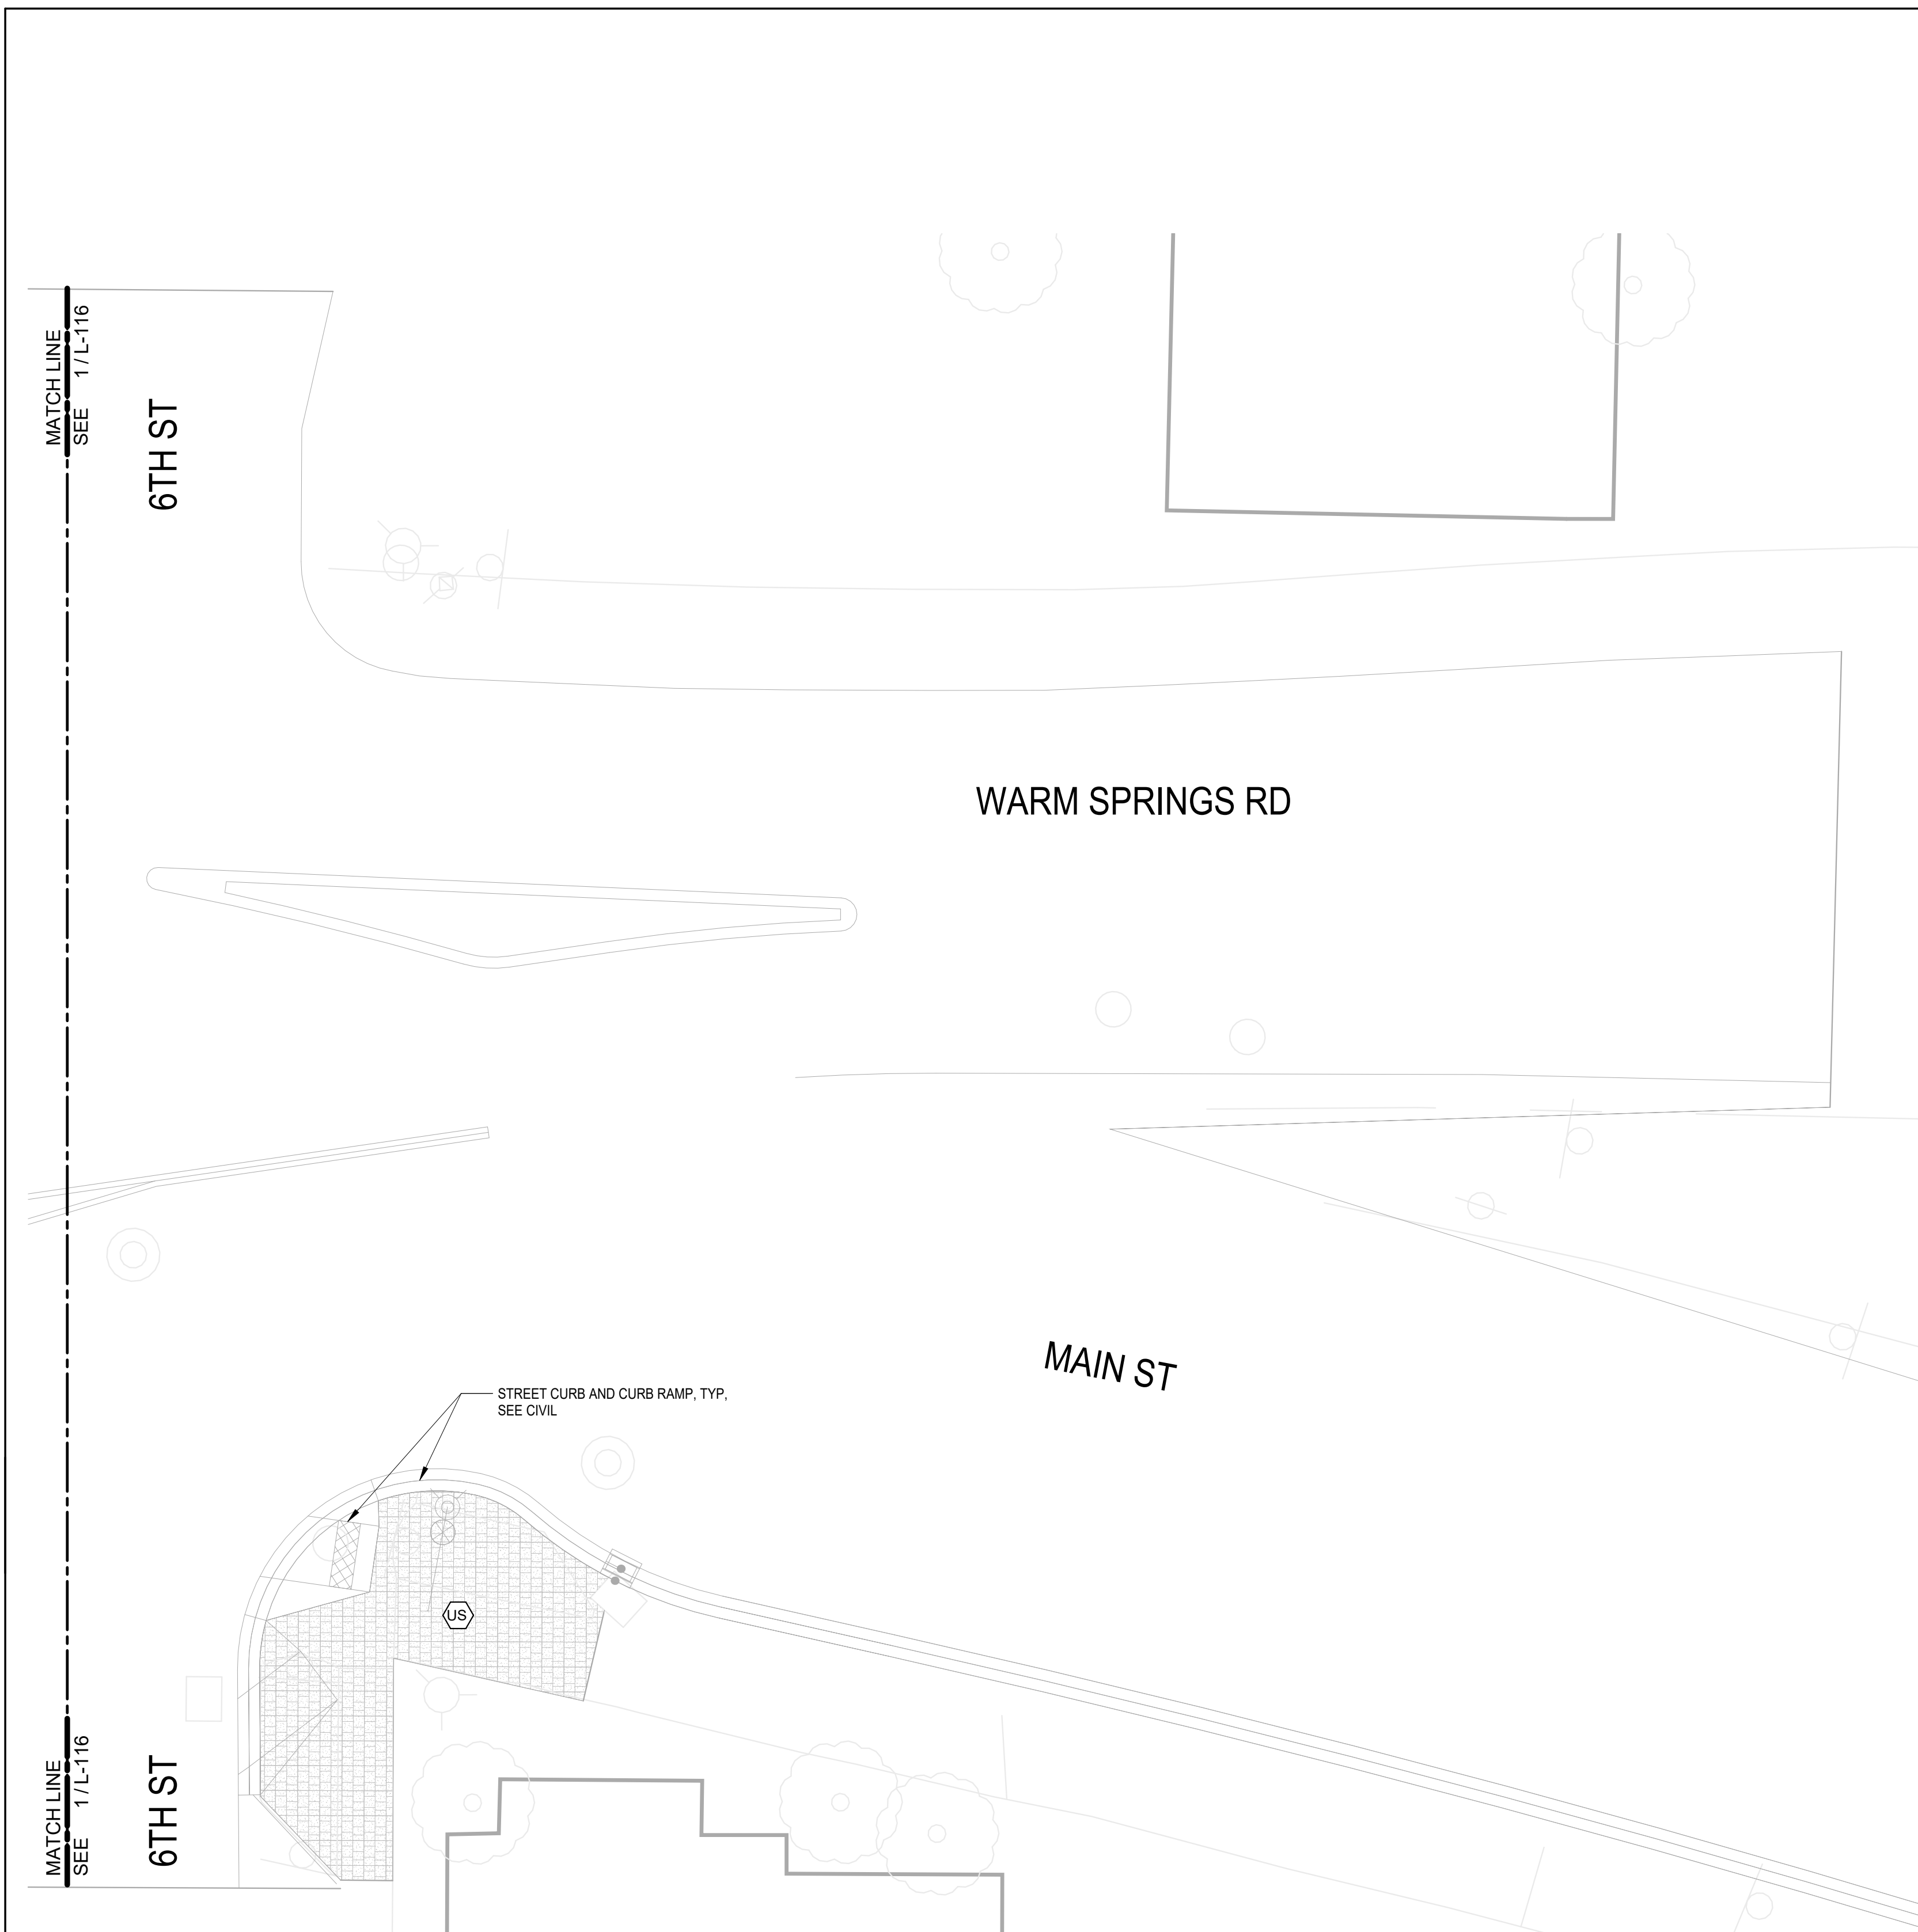 MATCH LINE
SEE 1 / L-116
6TH ST
WARM SPRINGS RD
MAIN ST
STREET CURB AND CURB RAMP, TYP,
SEE CIVIL
US
MATCH LINE
SEE 1 / L-116
6TH ST